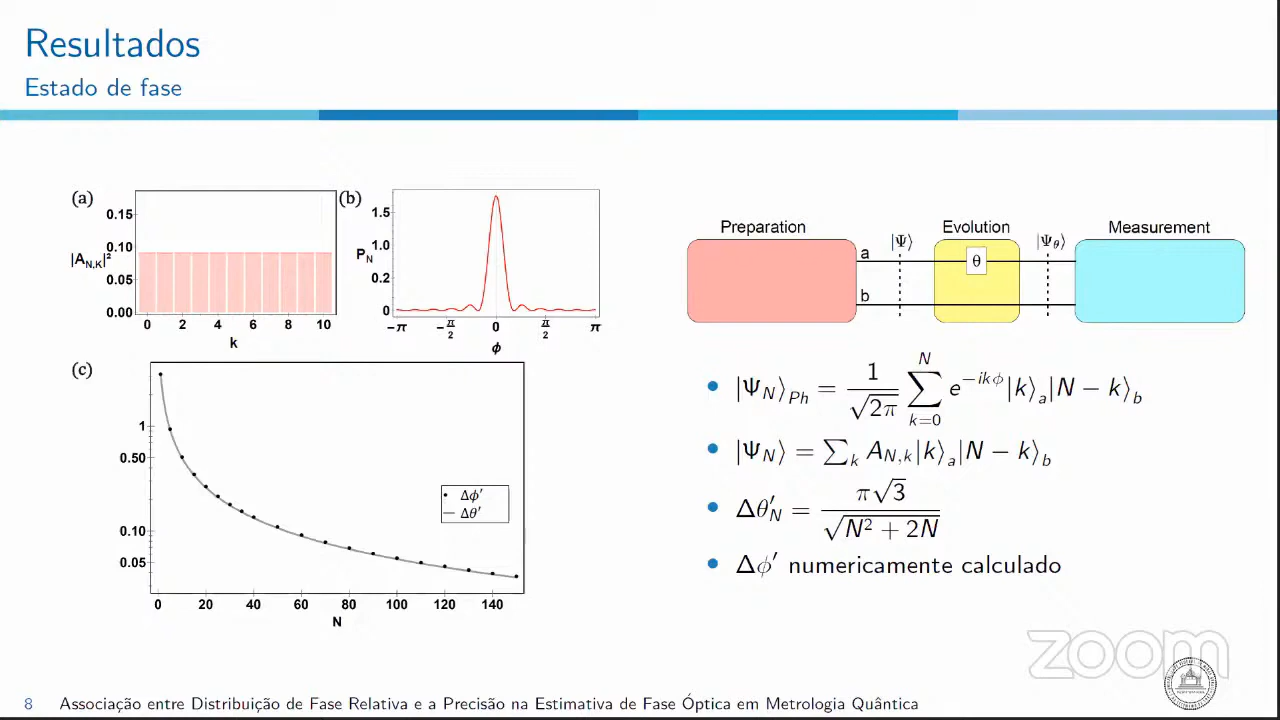 Resultados
Estado de fase
(a)
|A_{N,K}|²
0.15
0.10
0.05
0.00
0 2 4 6 8 10
k
(b)
P_N
1.5
1.0
0.2
0
−π −π/2 0 π/2 π
ϕ
(c)
1
0.50
0.10
0.05
0 20 40 60 80 100 120 140
N
Δϕ′
Δθ′
Preparation Evolution Measurement
|Ψ⟩ |Ψ_θ⟩
a
θ
b
|Ψ_N⟩_{Ph} = 1/√(2π) ∑_{k=0}^{N} e^{−ikϕ}|k⟩_a|N − k⟩_b
|Ψ_N⟩ = ∑_k A_{N,k}|k⟩_a|N − k⟩_b
Δθ′_N = π√3/√(N² + 2N)
Δϕ′ numericamente calculado
zoom
8 Associação entre Distribuição de Fase Relativa e a Precisão na Estimativa de Fase Óptica em Metrologia Quântica